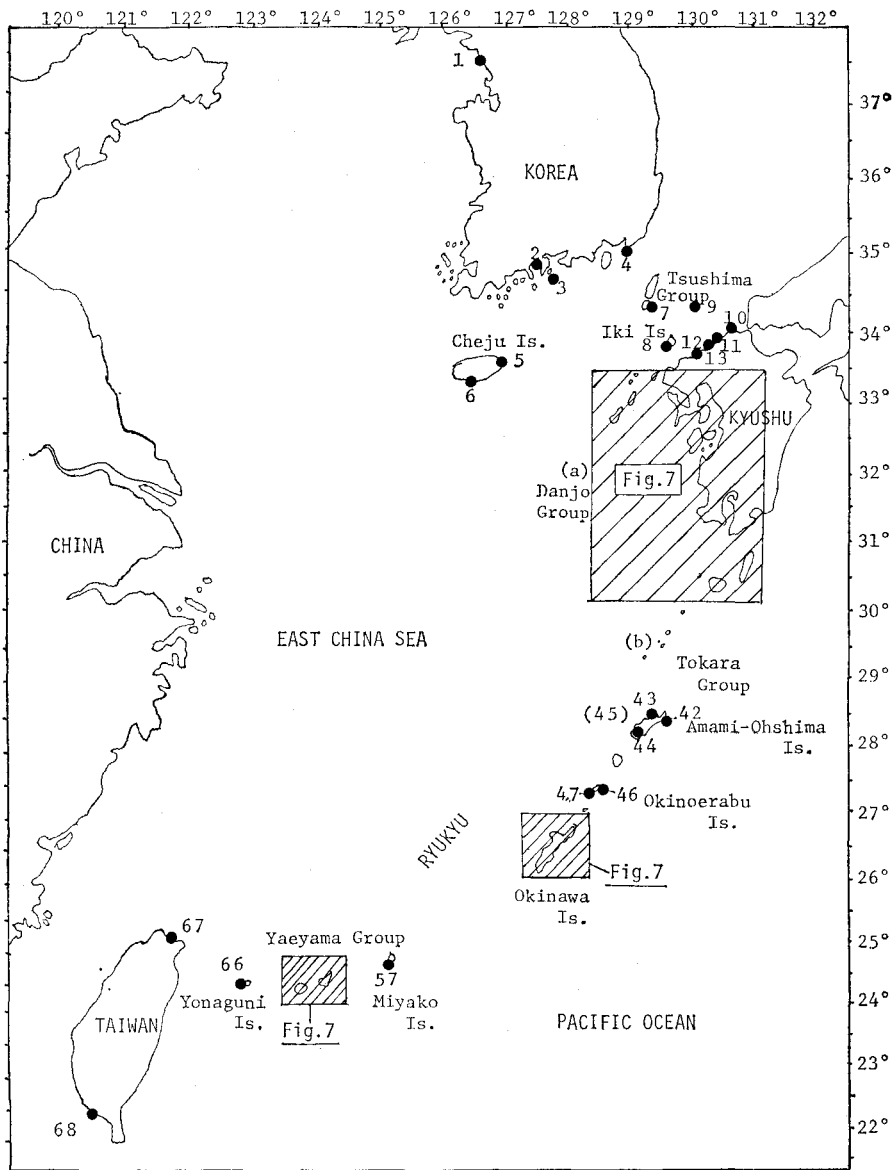 120° 121° 122° 123° 124° 125° 126° 127° 128° 129° 130° 131° 132°
1
37°
KOREA
36°
35°
2
3
4
Tsushima
Group
7
9
10
34°
Iki Is.
8
12
11
13
Cheju Is.
5
6
33°
KYUSHU
(a)
Danjo
Group
Fig.7
32°
CHINA
31°
30°
EAST CHINA SEA
(b)
Tokara
Group
29°
43
(45)
42
44
Amami-Ohshima
Is.
28°
47
46
Okinoerabu
Is.
27°
RYUKYU
Fig.7
26°
Okinawa
Is.
67
25°
Yaeyama Group
66
57
Yonaguni
Is.
Miyako
Is.
24°
Fig.7
TAIWAN
PACIFIC OCEAN
23°
68
22°